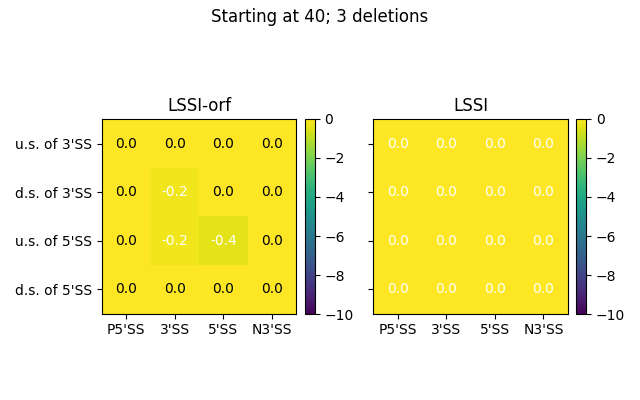 Starting at 40; 3 deletions
LSSI-orf
LSSI
u.s. of 3'SS 0.0 0.0 0.0 0.0
d.s. of 3'SS 0.0 -0.2 0.0 0.0
u.s. of 5'SS 0.0 -0.2 -0.4 0.0
d.s. of 5'SS 0.0 0.0 0.0 0.0
P5'SS 3'SS 5'SS N3'SS
0
−2
−4
−6
−8
−10
0.0 0.0 0.0 0.0
0.0 0.0 0.0 0.0
0.0 0.0 0.0 0.0
0.0 0.0 0.0 0.0
P5'SS 3'SS 5'SS N3'SS
0
−2
−4
−6
−8
−10